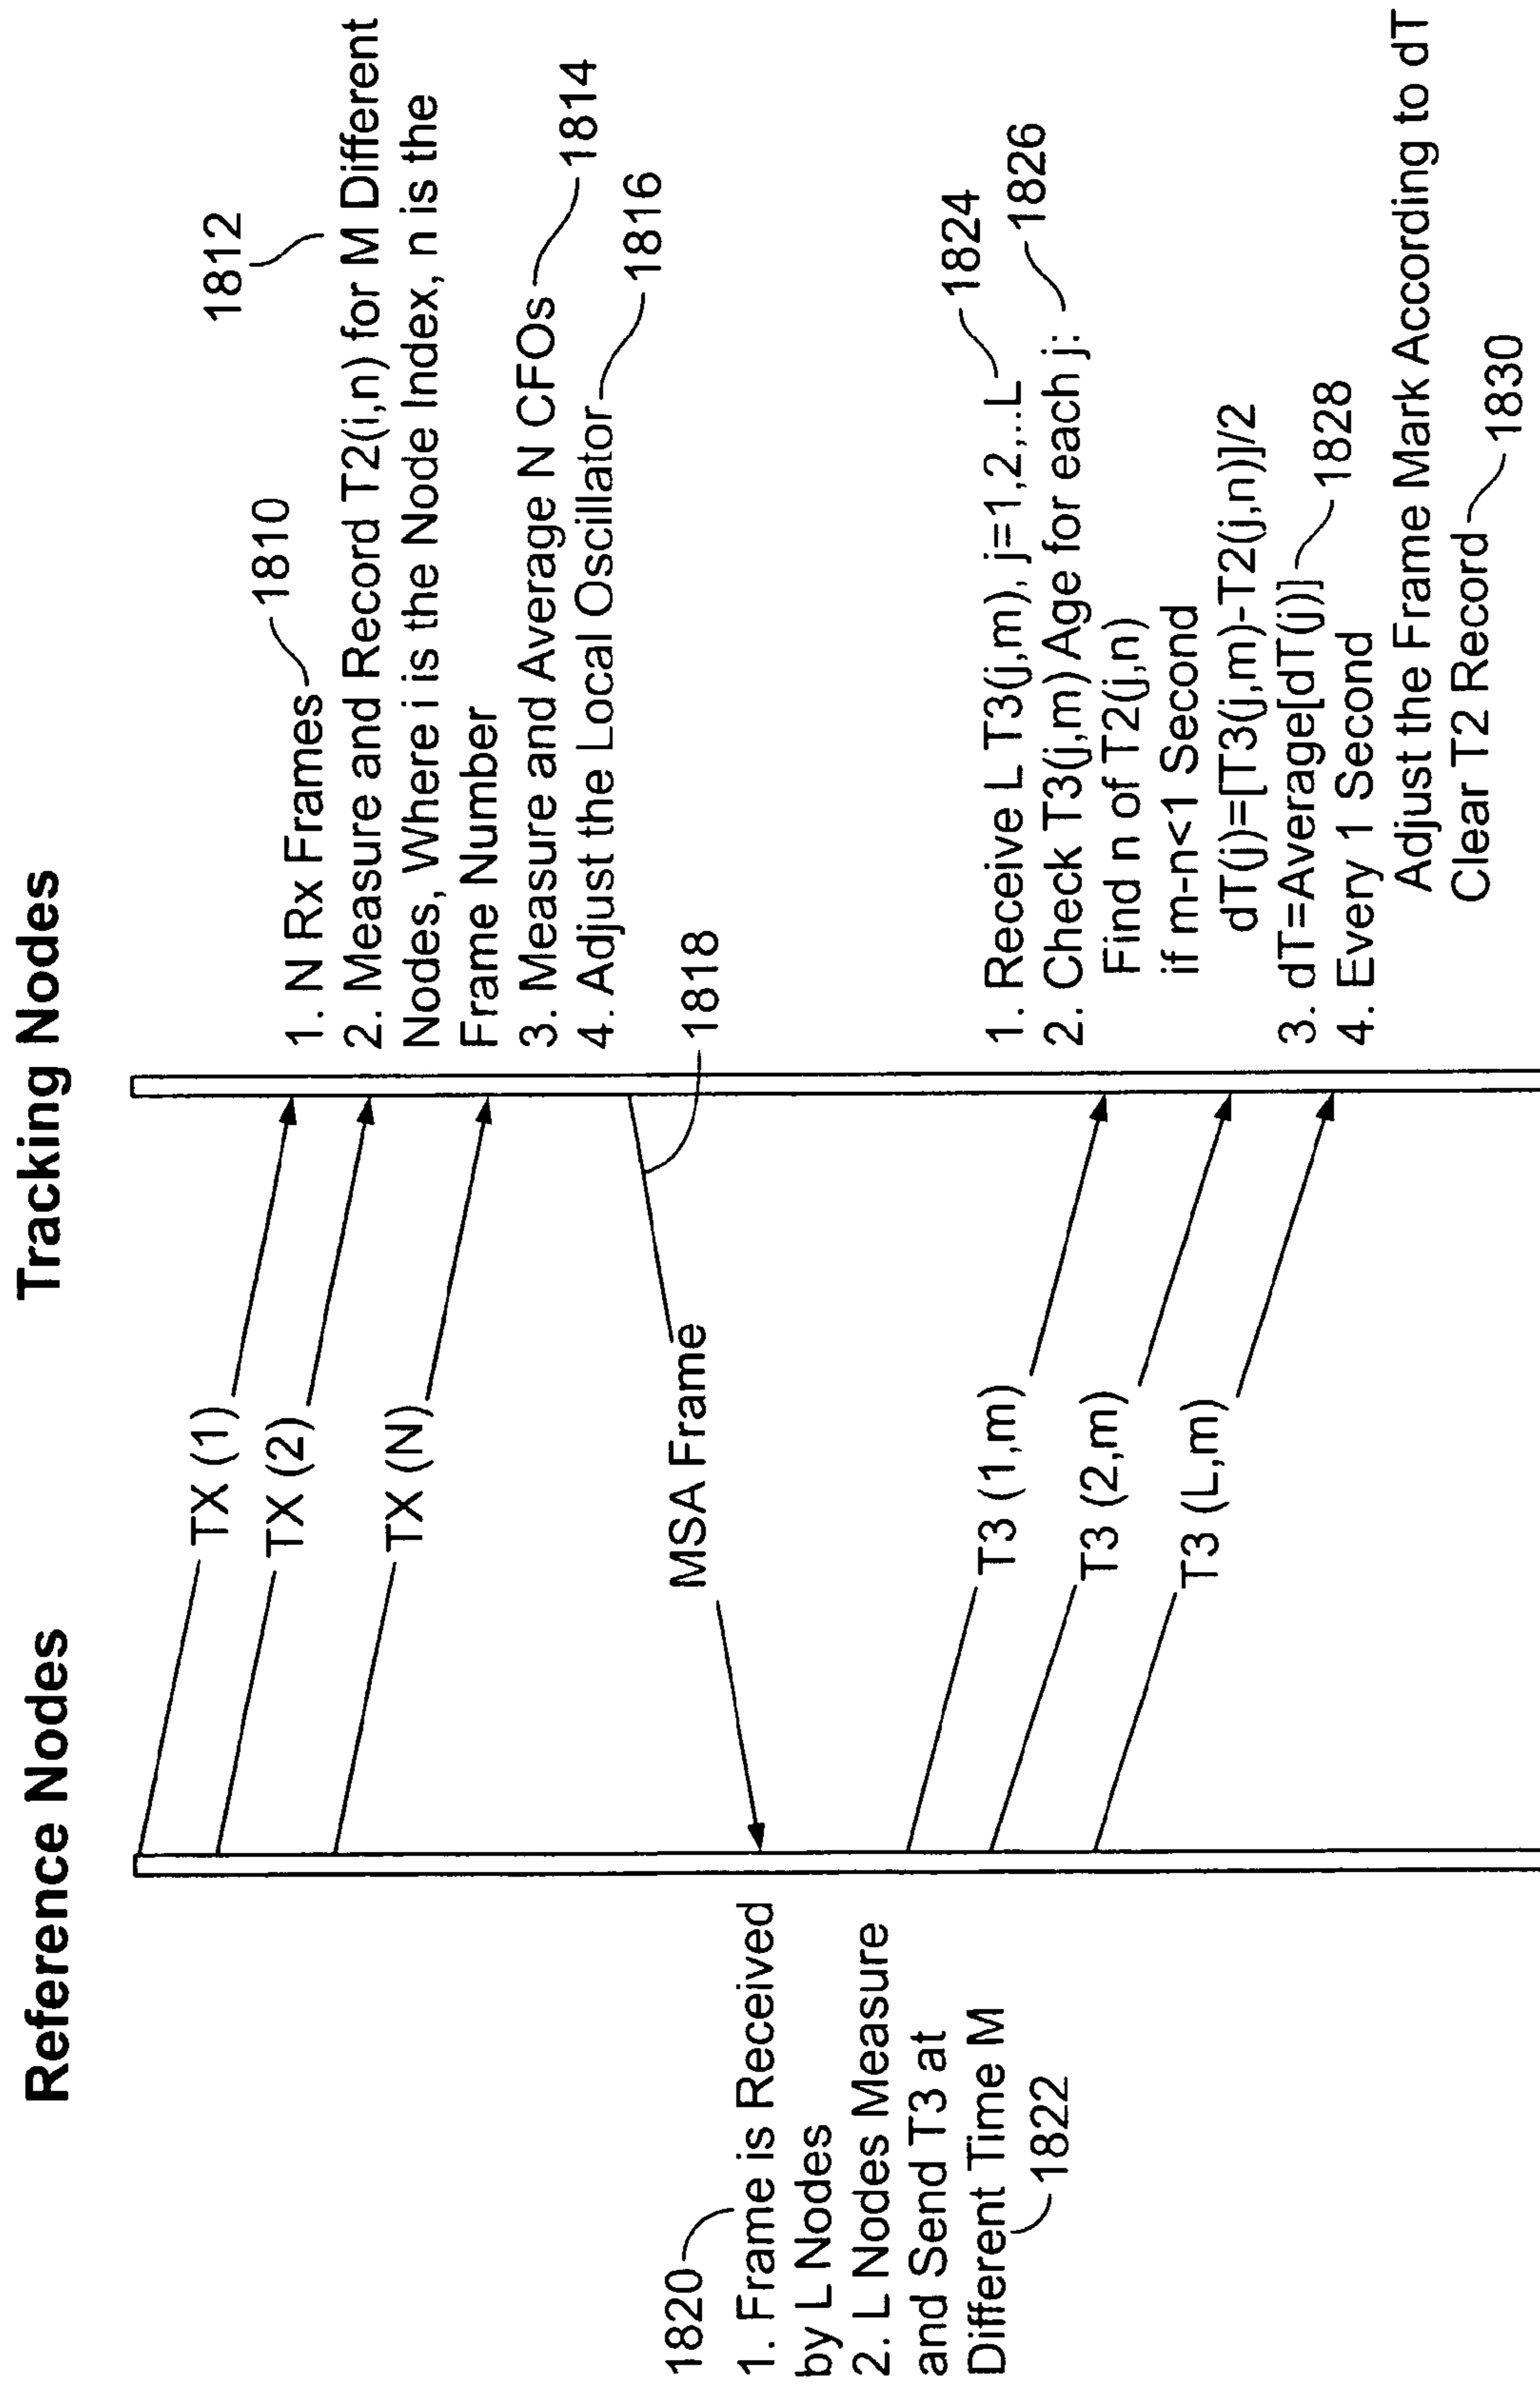 Reference Nodes
Tracking Nodes
TX (1)
TX (2)
TX (N)
1810
1. N Rx Frames
1812
2. Measure and Record T2(i,n) for M Different
Nodes, Where i is the Node Index, n is the
Frame Number
3. Measure and Average N CFOs
1814
4. Adjust the Local Oscillator
1816
1818
MSA Frame
1820
1. Frame is Received
by L Nodes
2. L Nodes Measure
and Send T3 at
Different Time M
1822
T3 (1,m)
T3 (2,m)
T3 (L,m)
1. Receive L T3(j,m), j=1,2,..L
1824
2. Check T3(j,m) Age for each j:
1826
Find n of T2(j,n)
if m-n<1 Second
dT(j)=[T3(j,m)-T2(j,n)]/2
3. dT=Average[dT(j)]
1828
4. Every 1 Second
Adjust the Frame Mark According to dT
Clear T2 Record
1830